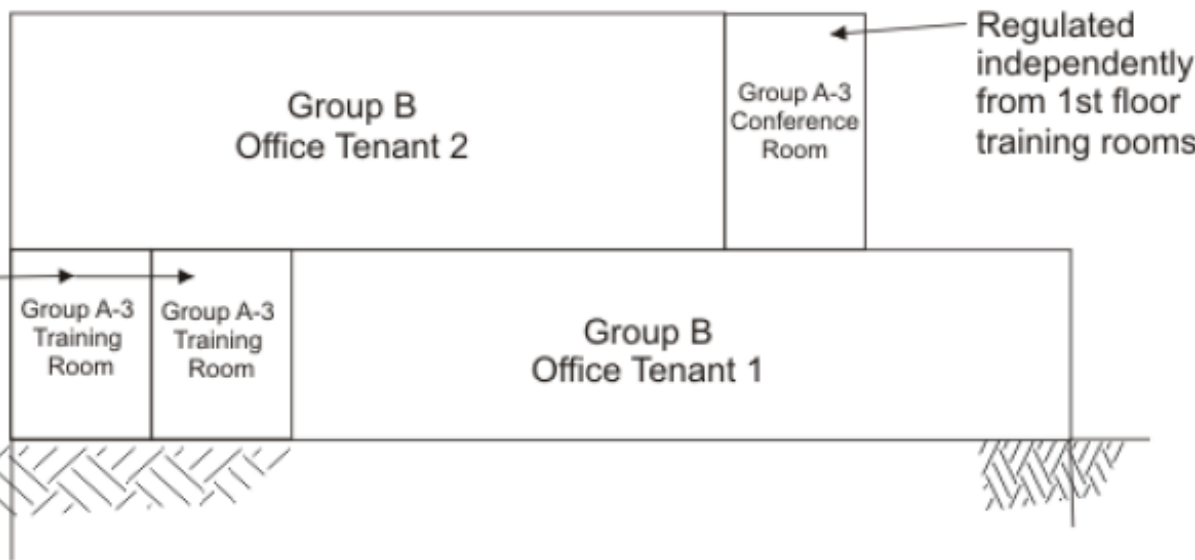 Group B
Office Tenant 2
Group A-3
Conference
Room
Regulated
independently
from 1st floor
training rooms
Group A-3
Training
Room
Group A-3
Training
Room
Group B
Office Tenant 1